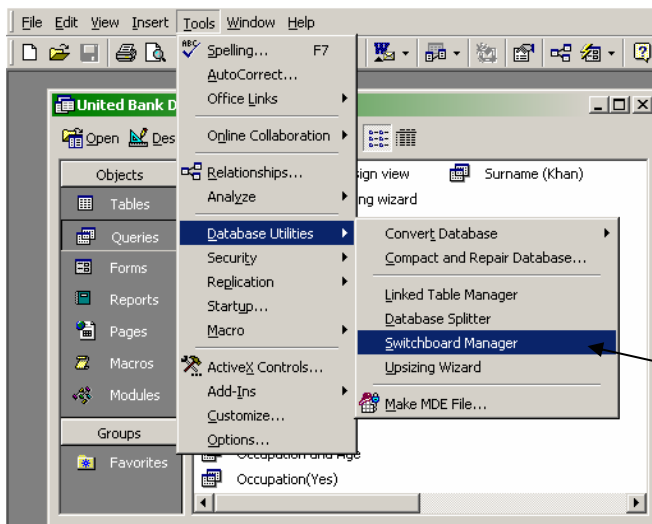 File Edit View Insert Tools Window Help
United Bank D
Open Des
Objects
Tables
Queries
Forms
Reports
Pages
Macros
Modules
Groups
Favorites
ABC Spelling... F7
AutoCorrect...
Office Links
Online Collaboration
Relationships...
Analyze
Database Utilities
Security
Replication
Startup...
Macro
ActiveX Controls...
Add-Ins
Customize...
Options...
sign view Surname (Khan)
ng wizard
Convert Database
Compact and Repair Database...
Linked Table Manager
Database Splitter
Switchboard Manager
Upsizing Wizard
Make MDE File...
Occupation and Age
Occupation(Yes)